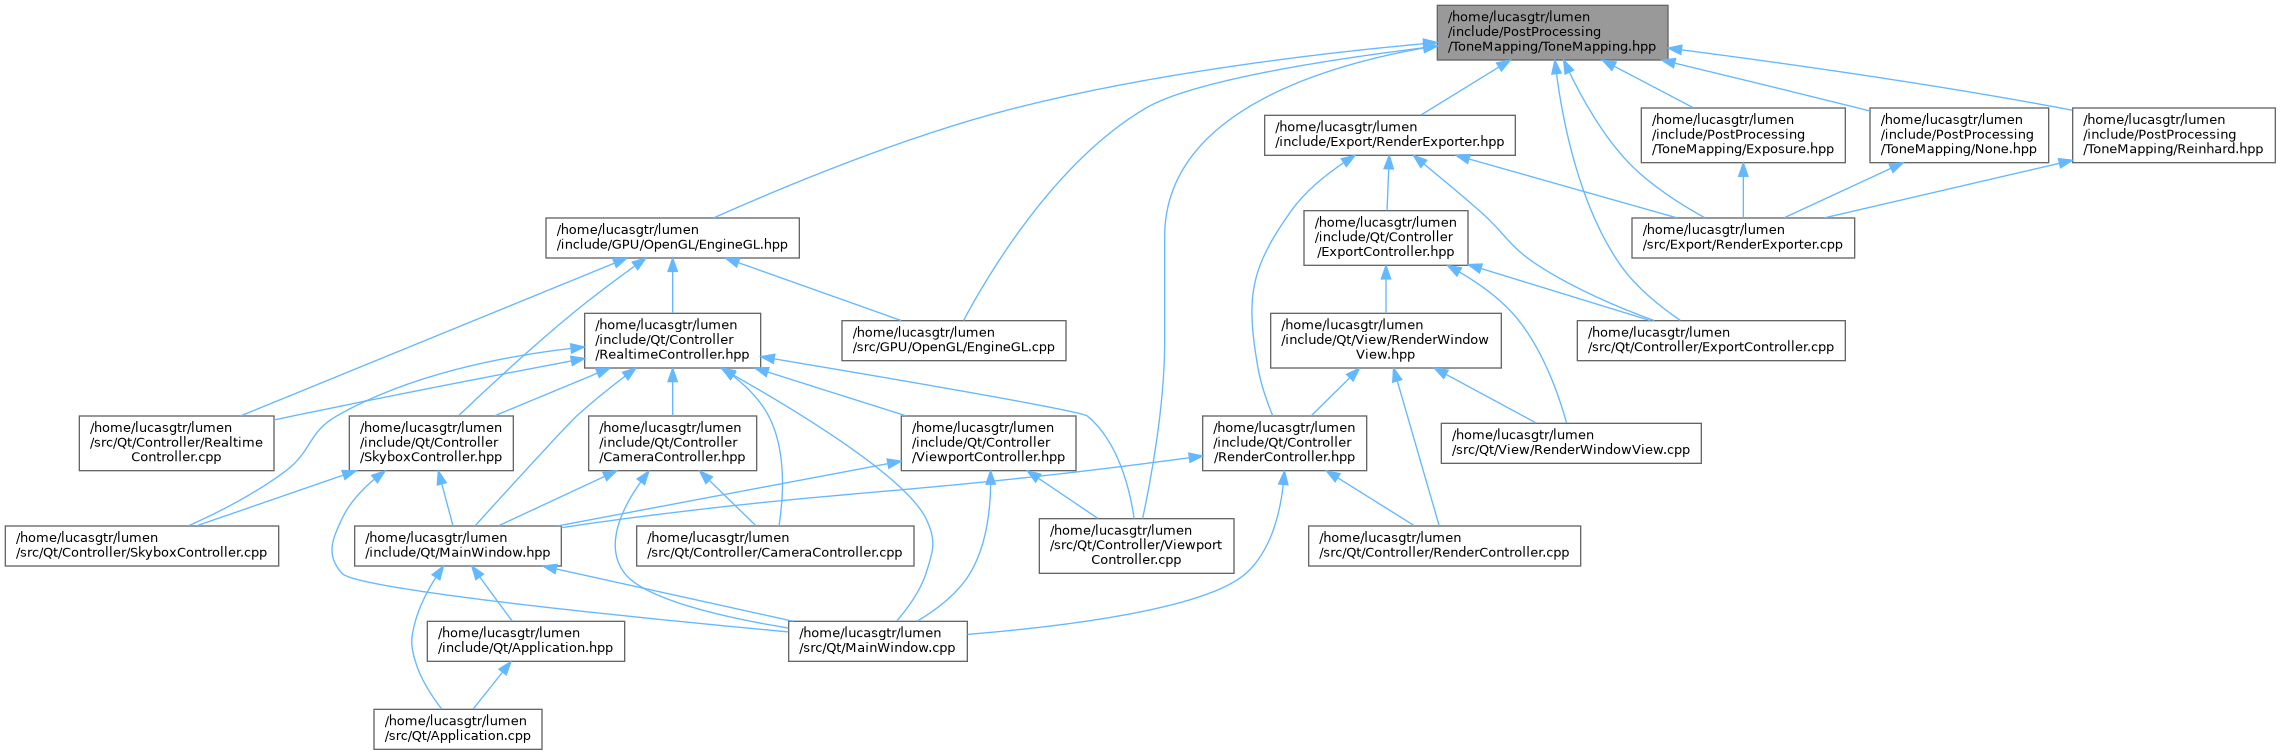 /home/lucasgtr/lumen
/include/PostProcessing
/ToneMapping/ToneMapping.hpp
/home/lucasgtr/lumen
/include/Export/RenderExporter.hpp
/home/lucasgtr/lumen
/include/PostProcessing
/ToneMapping/Exposure.hpp
/home/lucasgtr/lumen
/include/PostProcessing
/ToneMapping/None.hpp
/home/lucasgtr/lumen
/include/PostProcessing
/ToneMapping/Reinhard.hpp
/home/lucasgtr/lumen
/include/GPU/OpenGL/EngineGL.hpp
/home/lucasgtr/lumen
/include/Qt/Controller
/ExportController.hpp
/home/lucasgtr/lumen
/src/Export/RenderExporter.cpp
/home/lucasgtr/lumen
/include/Qt/Controller
/RealtimeController.hpp
/home/lucasgtr/lumen
/src/GPU/OpenGL/EngineGL.cpp
/home/lucasgtr/lumen
/include/Qt/View/RenderWindow
View.hpp
/home/lucasgtr/lumen
/src/Qt/Controller/ExportController.cpp
/home/lucasgtr/lumen
/src/Qt/Controller/Realtime
Controller.cpp
/home/lucasgtr/lumen
/include/Qt/Controller
/SkyboxController.hpp
/home/lucasgtr/lumen
/include/Qt/Controller
/CameraController.hpp
/home/lucasgtr/lumen
/include/Qt/Controller
/ViewportController.hpp
/home/lucasgtr/lumen
/include/Qt/Controller
/RenderController.hpp
/home/lucasgtr/lumen
/src/Qt/View/RenderWindowView.cpp
/home/lucasgtr/lumen
/src/Qt/Controller/SkyboxController.cpp
/home/lucasgtr/lumen
/include/Qt/MainWindow.hpp
/home/lucasgtr/lumen
/src/Qt/Controller/CameraController.cpp
/home/lucasgtr/lumen
/src/Qt/Controller/Viewport
Controller.cpp
/home/lucasgtr/lumen
/src/Qt/Controller/RenderController.cpp
/home/lucasgtr/lumen
/include/Qt/Application.hpp
/home/lucasgtr/lumen
/src/Qt/MainWindow.cpp
/home/lucasgtr/lumen
/src/Qt/Application.cpp